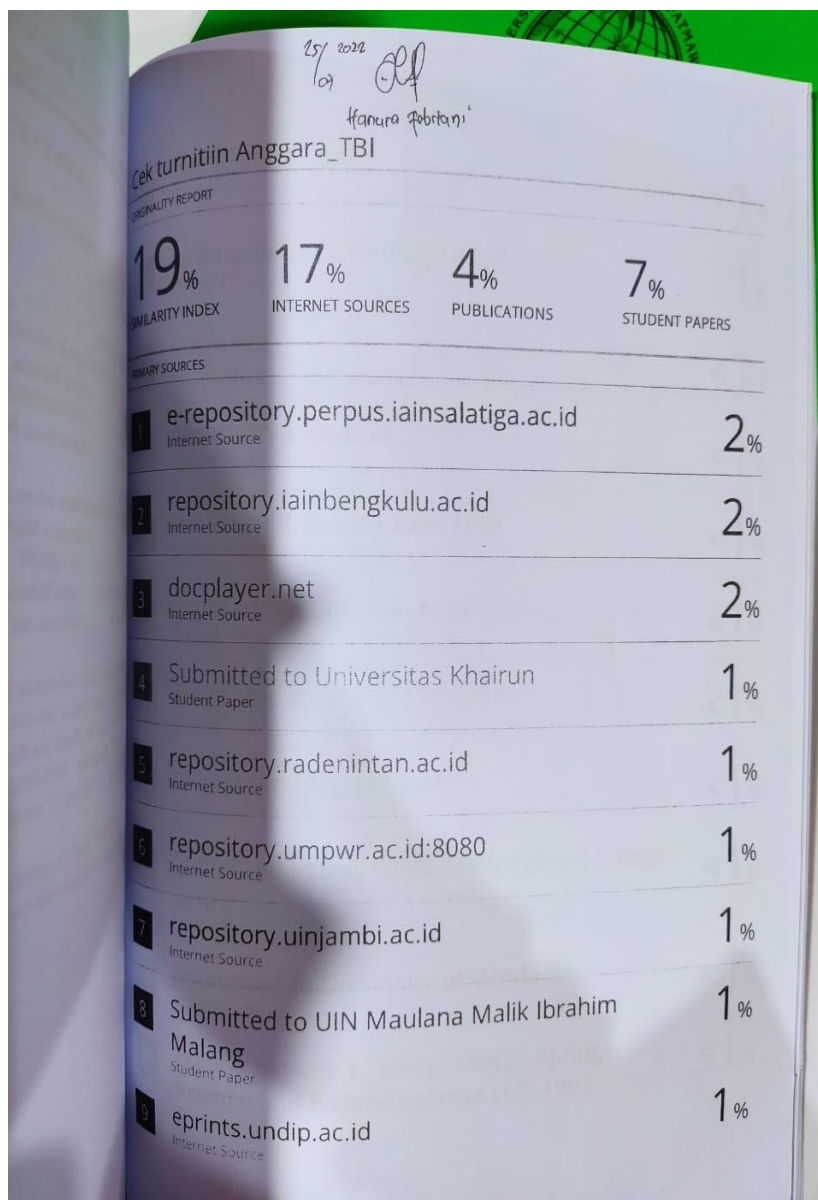 ERS
ATMAW
25/ 2022
07
Hanura Febriani
Cek turnitiin Anggara_TBI
ORIGINALITY REPORT
19%
SIMILARITY INDEX
17%
INTERNET SOURCES
4%
PUBLICATIONS
7%
STUDENT PAPERS
PRIMARY SOURCES
1 e-repository.perpus.iainsalatiga.ac.id 2%
Internet Source
2 repository.iainbengkulu.ac.id 2%
Internet Source
3 docplayer.net 2%
Internet Source
4 Submitted to Universitas Khairun 1%
Student Paper
5 repository.radenintan.ac.id 1%
Internet Source
6 repository.umpwr.ac.id:8080 1%
Internet Source
7 repository.uinjambi.ac.id 1%
Internet Source
8 Submitted to UIN Maulana Malik Ibrahim 1%
Malang
Student Paper
9 eprints.undip.ac.id 1%
Internet Source